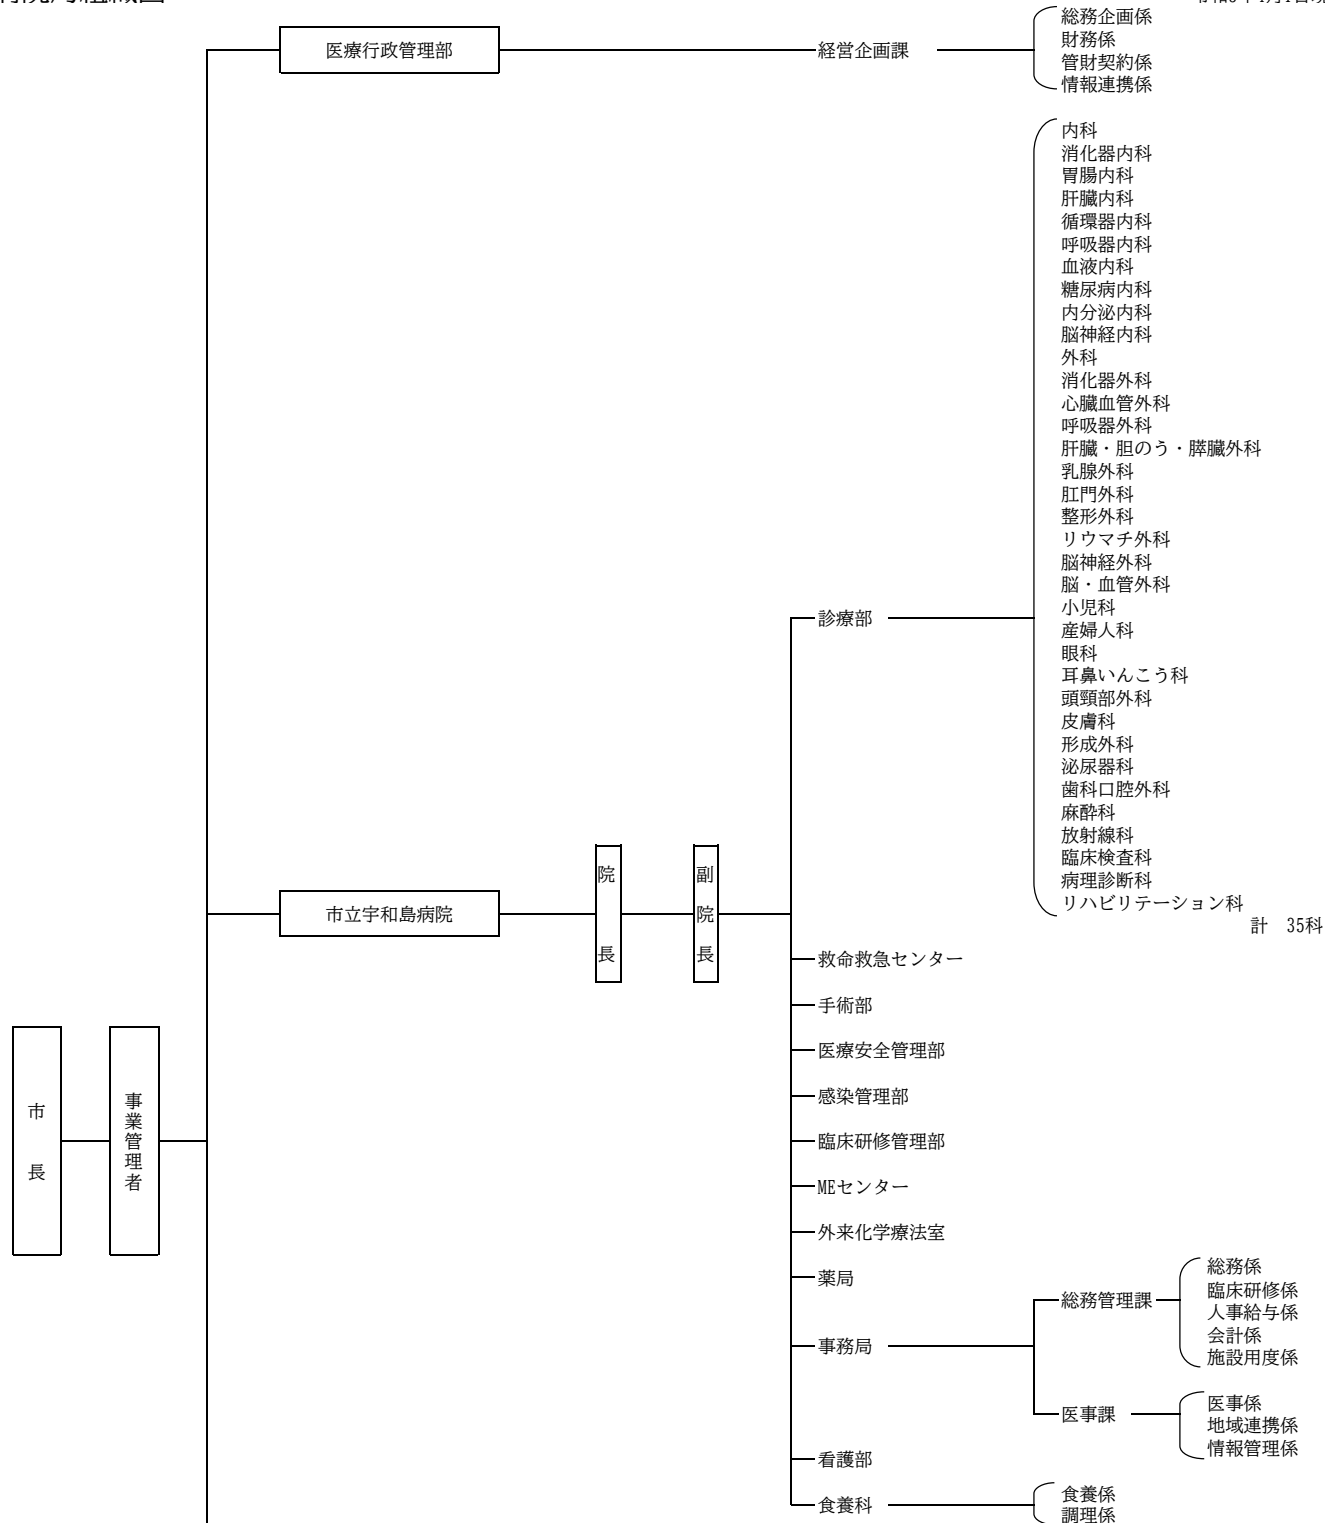 医療行政管理部
経営企画課
総務企画係
財務係
管財契約係
情報連携係
内科
消化器内科
胃腸内科
肝臓内科
循環器内科
呼吸器内科
血液内科
糖尿病内科
内分泌内科
脳神経内科
外科
消化器外科
心臓血管外科
呼吸器外科
肝臓・胆のう・膵臓外科
乳腺外科
肛門外科
整形外科
リウマチ外科
脳神経外科
脳・血管外科
診療部
小児科
産婦人科
眼科
耳鼻いんこう科
頭頸部外科
皮膚科
形成外科
泌尿器科
歯科口腔外科
麻酔科
放射線科
臨床検査科
病理診断科
リハビリテーション科
計 35科
市立宇和島病院
院長
副院長
救命救急センター
手術部
医療安全管理部
感染管理部
臨床研修管理部
MEセンター
外来化学療法室
薬局
市長
事業管理者
事務局
総務管理課
総務係
臨床研修係
人事給与係
会計係
施設用度係
医事課
医事係
地域連携係
情報管理係
看護部
食養科
食養係
調理係